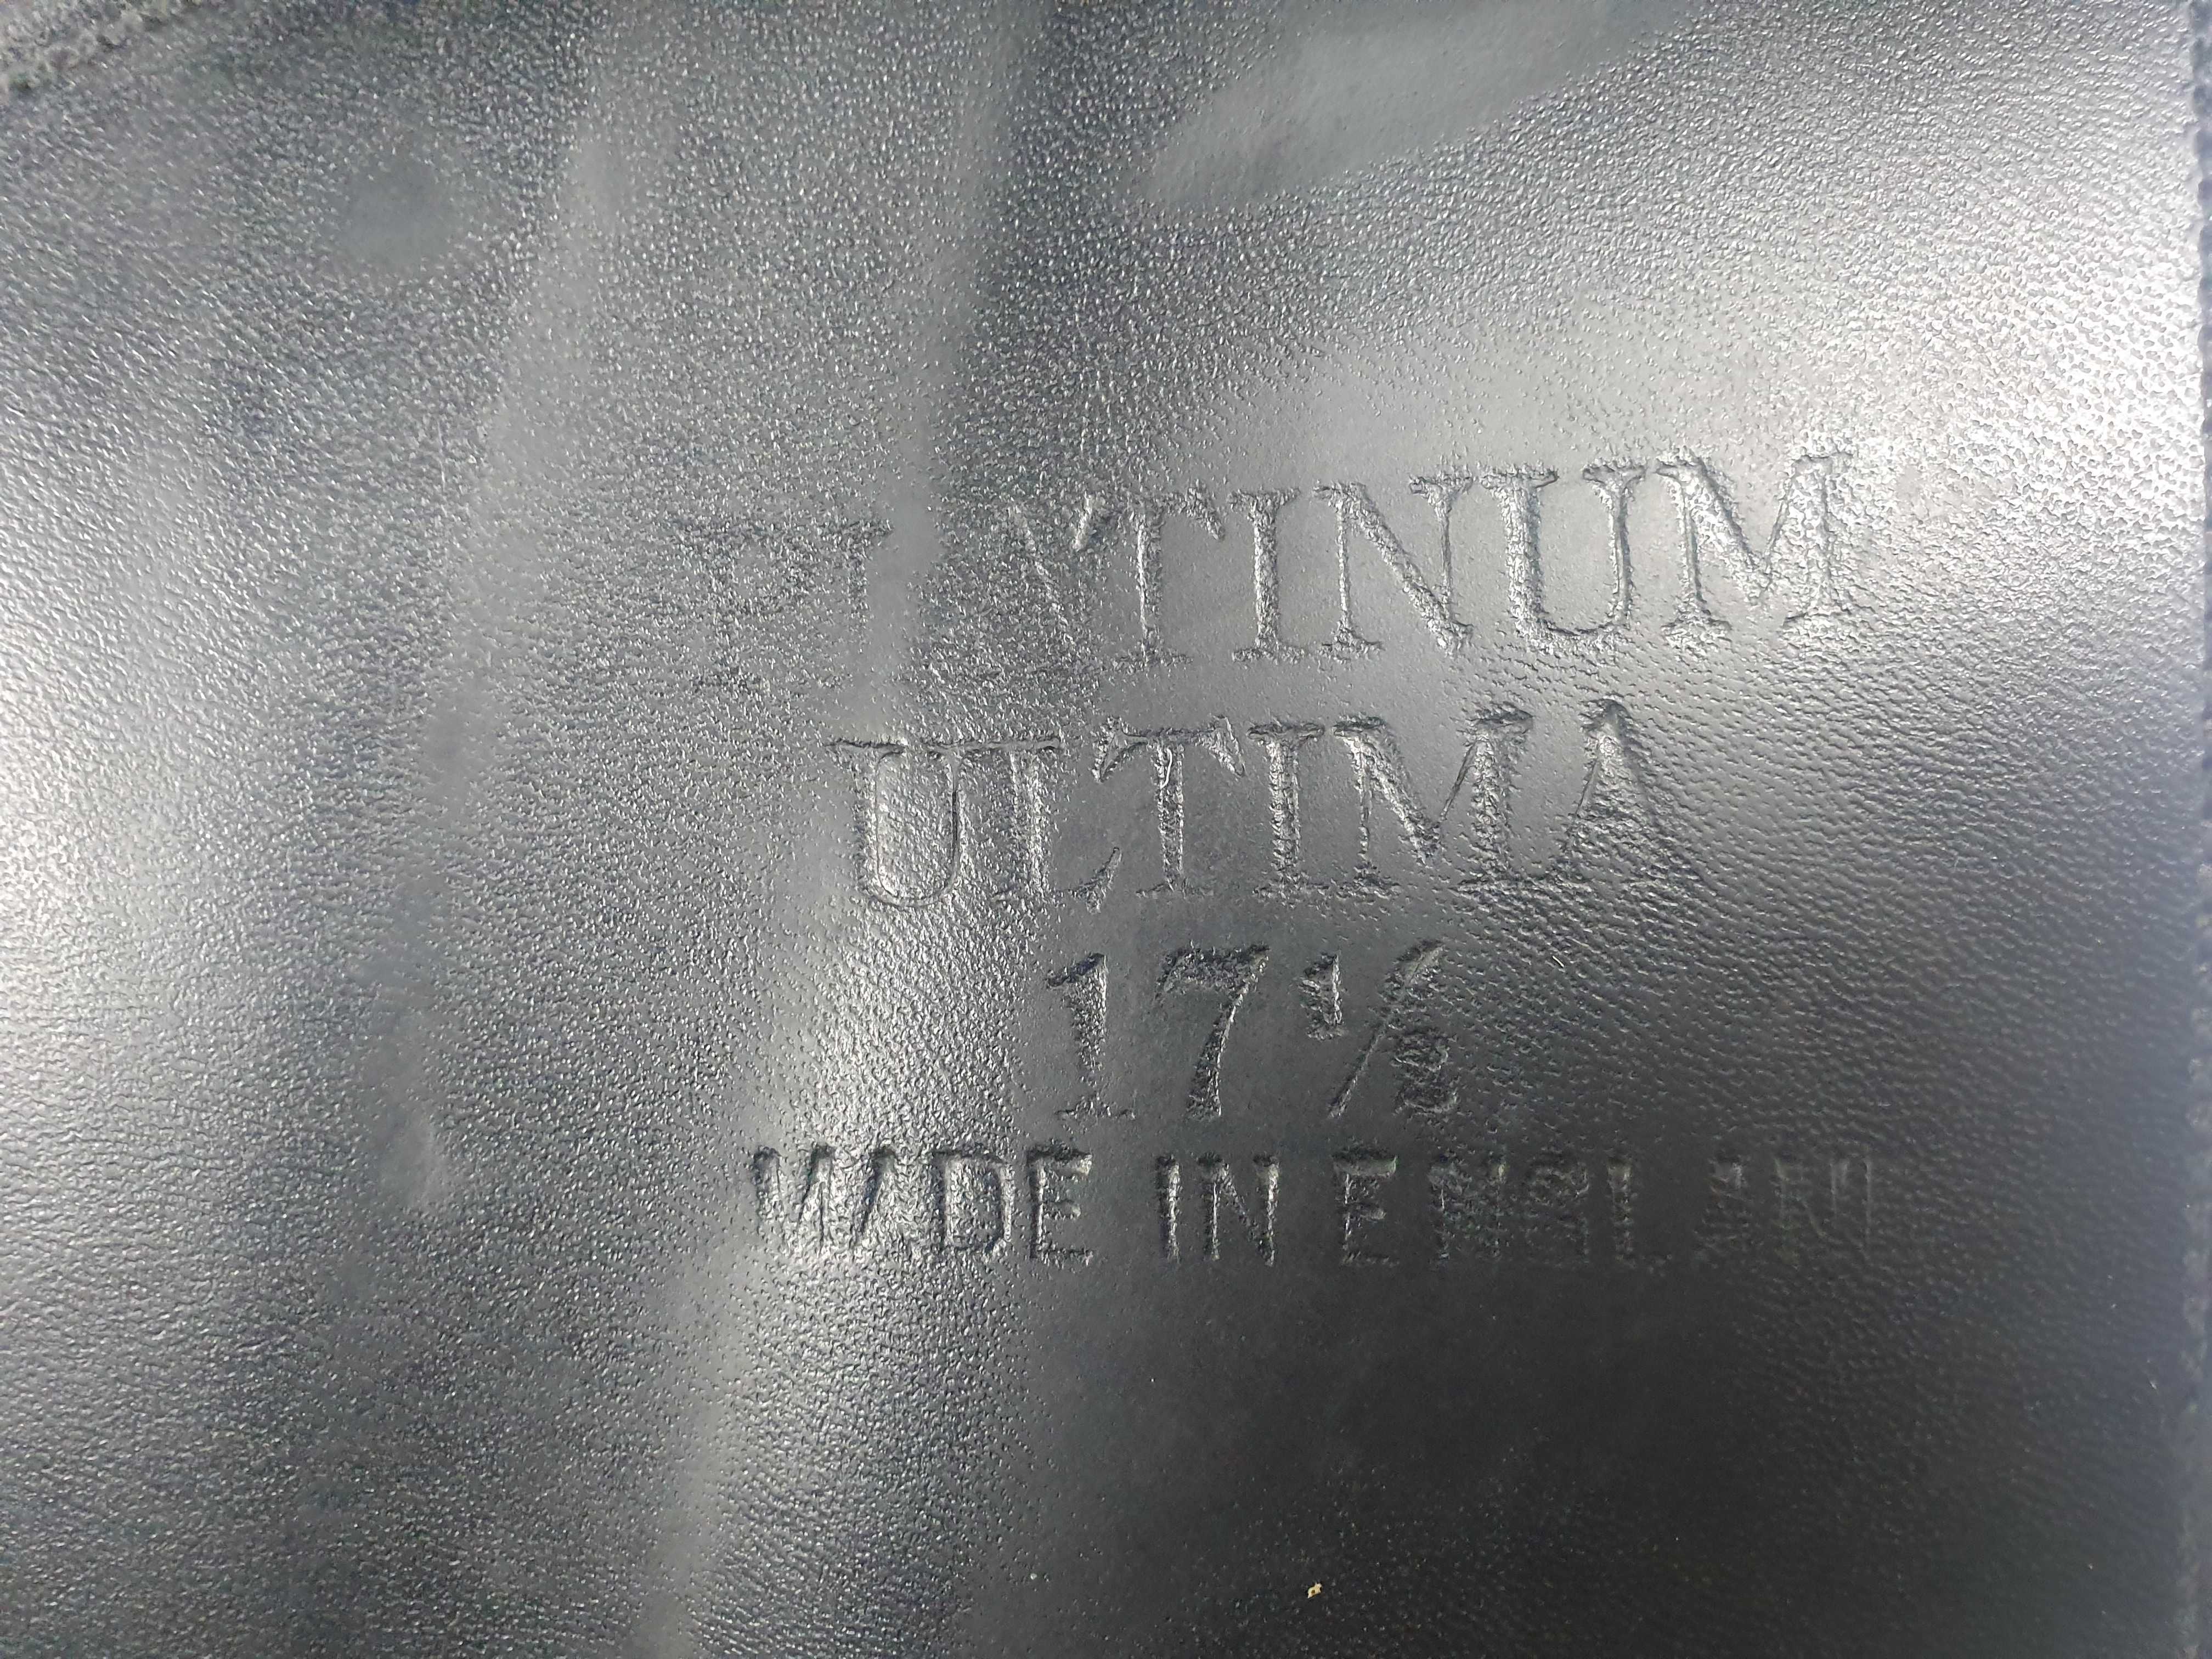 PLATINUM
ULTIMA
17½
MADE IN ENGLAND